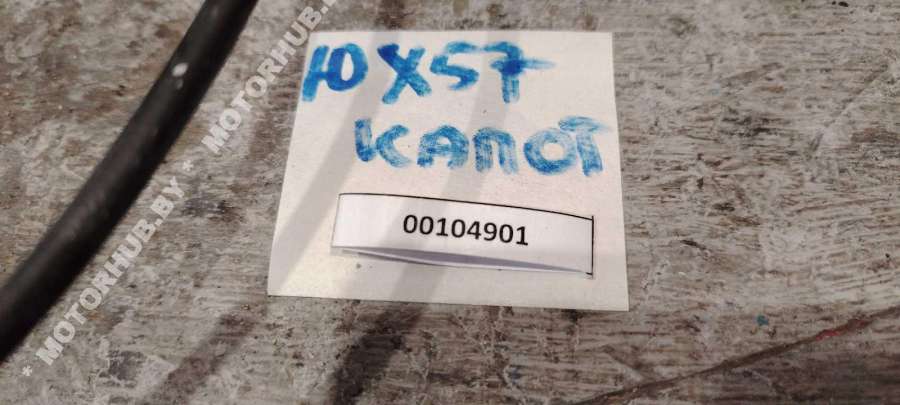 ЮХ57
КАПОТ
00104901
* MOTORHUB.BY * MOTORHUB.BY